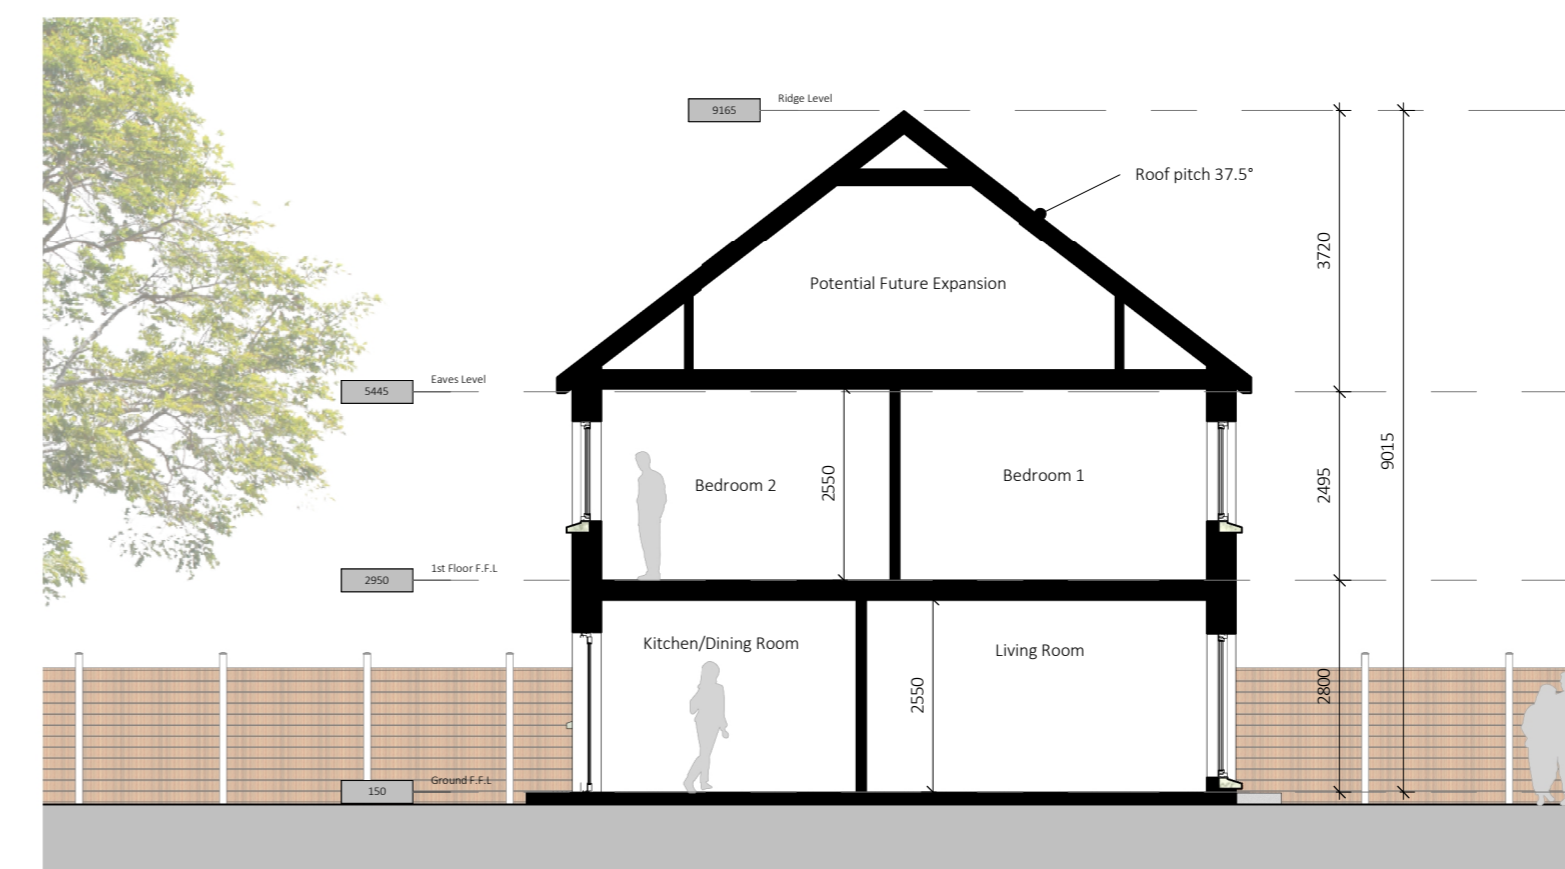 Ridge Level
9165
Roof pitch 37.5°
3720
Potential Future Expansion
Eaves Level
5445
9015
Bedroom 1
Bedroom 2
2550
2495
1st Floor F.F.L
2950
Kitchen/Dining Room
Living Room
2550
2800
Ground F.F.L
150